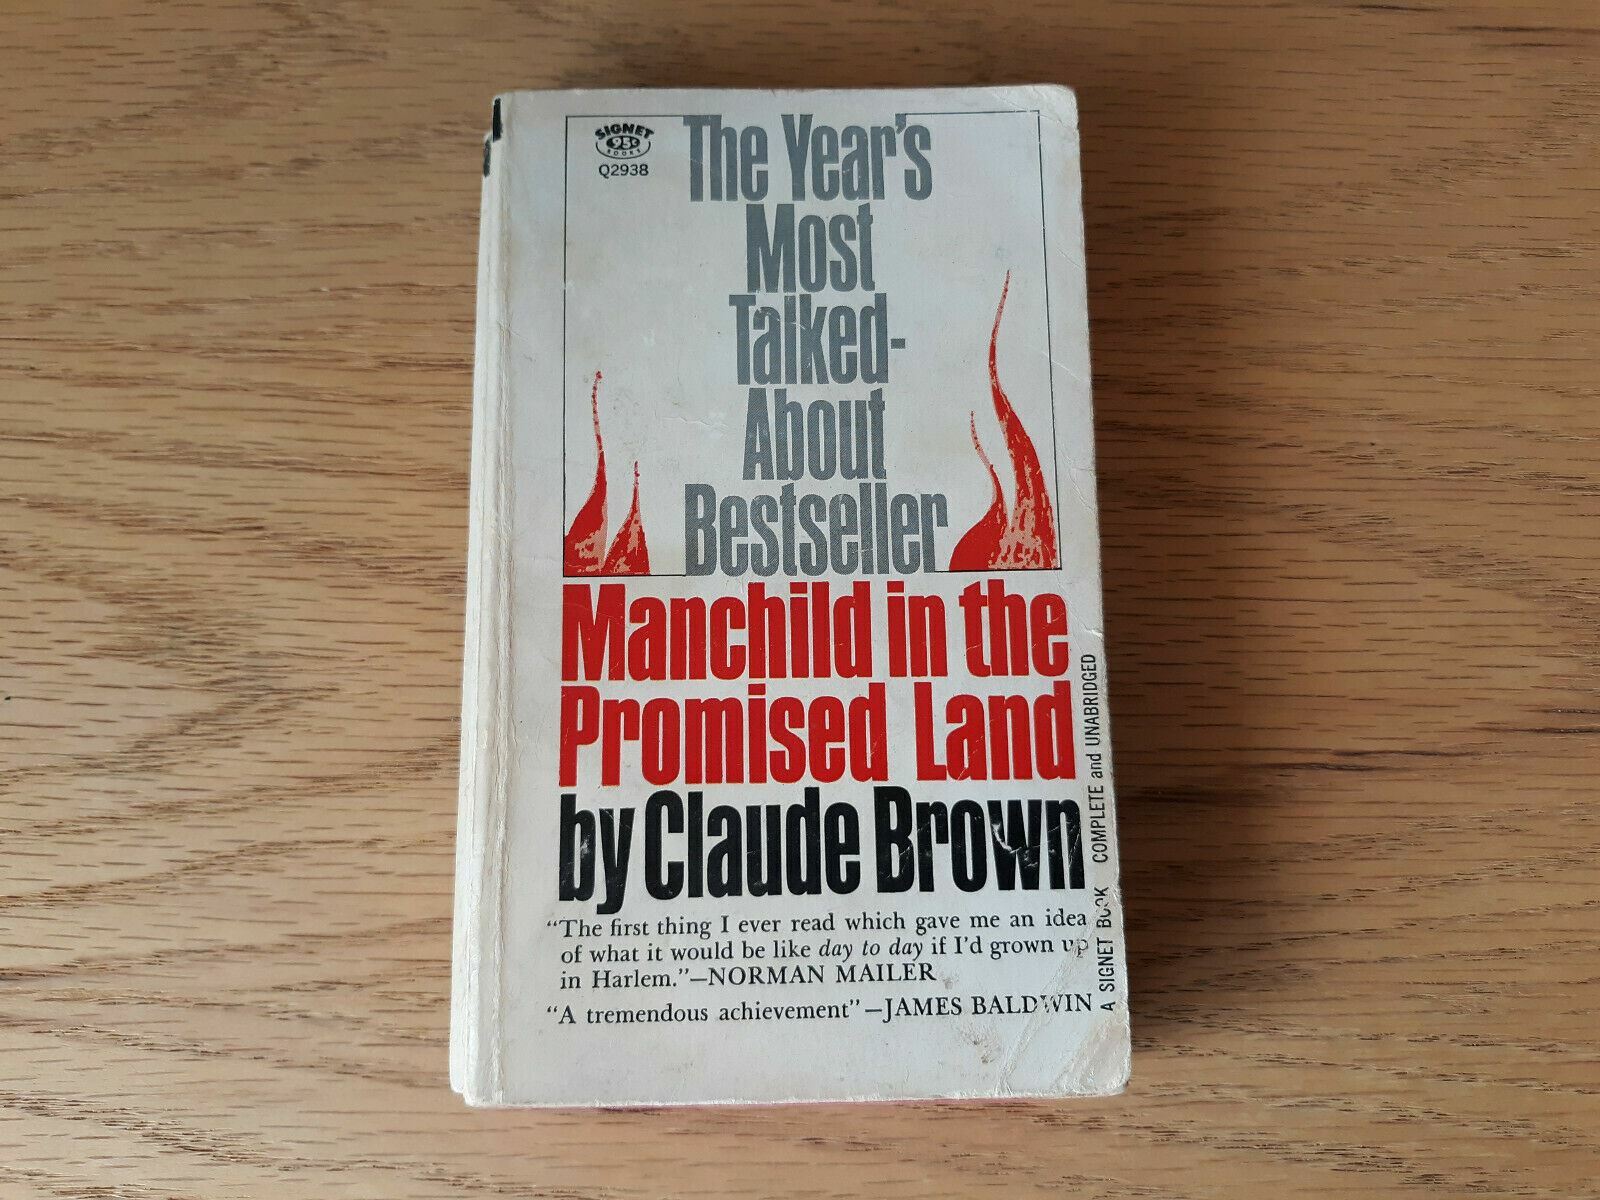 SIGNET
95¢
BOOKS
Q2938
The Year's
Most
Talked-
About
Bestseller
Manchild in the
Promised Land
by Claude Brown
"The first thing I ever read which gave me an idea
of what it would be like day to day if I'd grown up
in Harlem."—NORMAN MAILER
"A tremendous achievement"—JAMES BALDWIN
A SIGNET BOOK COMPLETE and UNABRIDGED